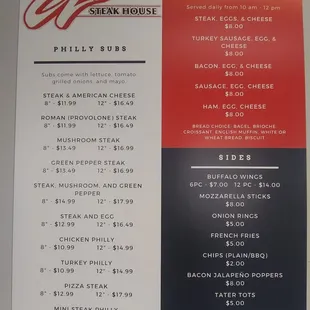 STEAK HOUSE
PHILLY SUBS
Subs come with lettuce, tomato
grilled onions, and mayo.
STEAK & AMERICAN CHEESE
8" - $11.99 12" - $16.49
ROMAN (PROVOLONE) STEAK
8" - $11.99 12" - $16.49
MUSHROOM STEAK
8" - $13.49 12" - $16.99
GREEN PEPPER STEAK
8" - $13.49 12" - $16.99
STEAK, MUSHROOM, AND GREEN
PEPPER
8" - $14.99 12" - $17.99
STEAK AND EGG
8" - $12.99 12" - $16.49
CHICKEN PHILLY
8" - $10.99 12" - $14.99
TURKEY PHILLY
8" - $10.99 12" - $14.99
PIZZA STEAK
8" - $12.99 12" - $17.99
MINI STEAK PHILLY
Served daily from 10 am - 12 pm
STEAK, EGGS, & CHEESE
$8.00
TURKEY SAUSAGE, EGG, &
CHEESE
$8.00
BACON, EGG, & CHEESE
$8.00
SAUSAGE, EGG, CHEESE
$8.00
HAM, EGG, CHEESE
$8.00
BREAD CHOICE: BAGEL, BRIOCHE,
CROISSANT, ENGLISH MUFFIN, WHITE OR
WHEAT BREAD, BISCUIT
SIDES
BUFFALO WINGS
6PC - $7.00 12 PC - $14.00
MOZZARELLA STICKS
$8.00
ONION RINGS
$5.00
FRENCH FRIES
$5.00
CHIPS (PLAIN/BBQ)
$2.00
BACON JALAPEÑO POPPERS
$8.00
TATER TOTS
$5.00